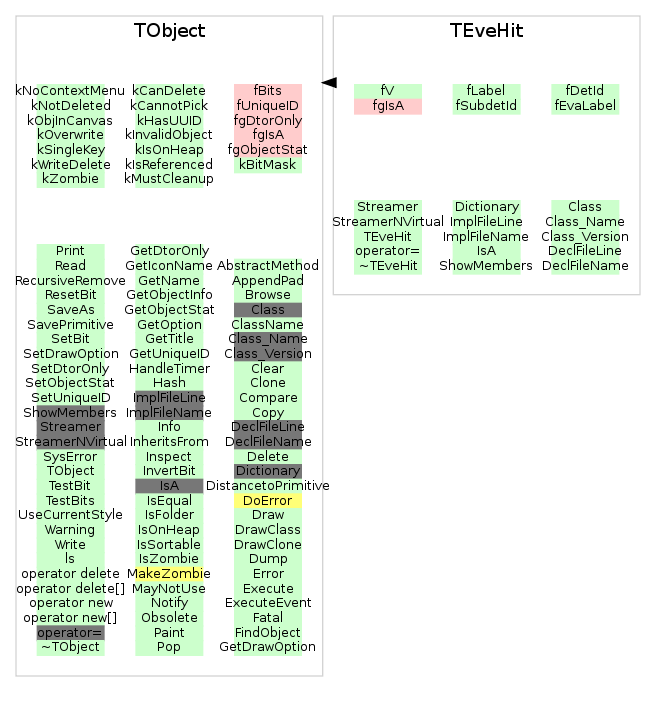 TObject
kNoContextMenu
kNotDeleted
kObjInCanvas
kOverwrite
kSingleKey
kWriteDelete
kZombie
kCanDelete
kCannotPick
kHasUUID
kInvalidObject
kIsOnHeap
kIsReferenced
kMustCleanup
fBits
fUniqueID
fgDtorOnly
fgIsA
fgObjectStat
kBitMask
Print
Read
RecursiveRemove
ResetBit
SaveAs
SavePrimitive
SetBit
SetDrawOption
SetDtorOnly
SetObjectStat
SetUniqueID
ShowMembers
Streamer
StreamerNVirtual
SysError
TObject
TestBit
TestBits
UseCurrentStyle
Warning
Write
ls
operator delete
operator delete[]
operator new
operator new[]
operator=
~TObject
GetDtorOnly
GetIconName
GetName
GetObjectInfo
GetObjectStat
GetOption
GetTitle
GetUniqueID
HandleTimer
Hash
ImplFileLine
ImplFileName
Info
InheritsFrom
Inspect
InvertBit
IsA
IsEqual
IsFolder
IsOnHeap
IsSortable
IsZombie
MakeZombie
MayNotUse
Notify
Obsolete
Paint
Pop
AbstractMethod
AppendPad
Browse
Class
ClassName
Class_Name
Class_Version
Clear
Clone
Compare
Copy
DeclFileLine
DeclFileName
Delete
Dictionary
DistancetoPrimitive
DoError
Draw
DrawClass
DrawClone
Dump
Error
Execute
ExecuteEvent
Fatal
FindObject
GetDrawOption
TEveHit
fV
fgIsA
fLabel
fSubdetId
fDetId
fEvaLabel
Streamer
StreamerNVirtual
TEveHit
operator=
~TEveHit
Dictionary
ImplFileLine
ImplFileName
IsA
ShowMembers
Class
Class_Name
Class_Version
DeclFileLine
DeclFileName